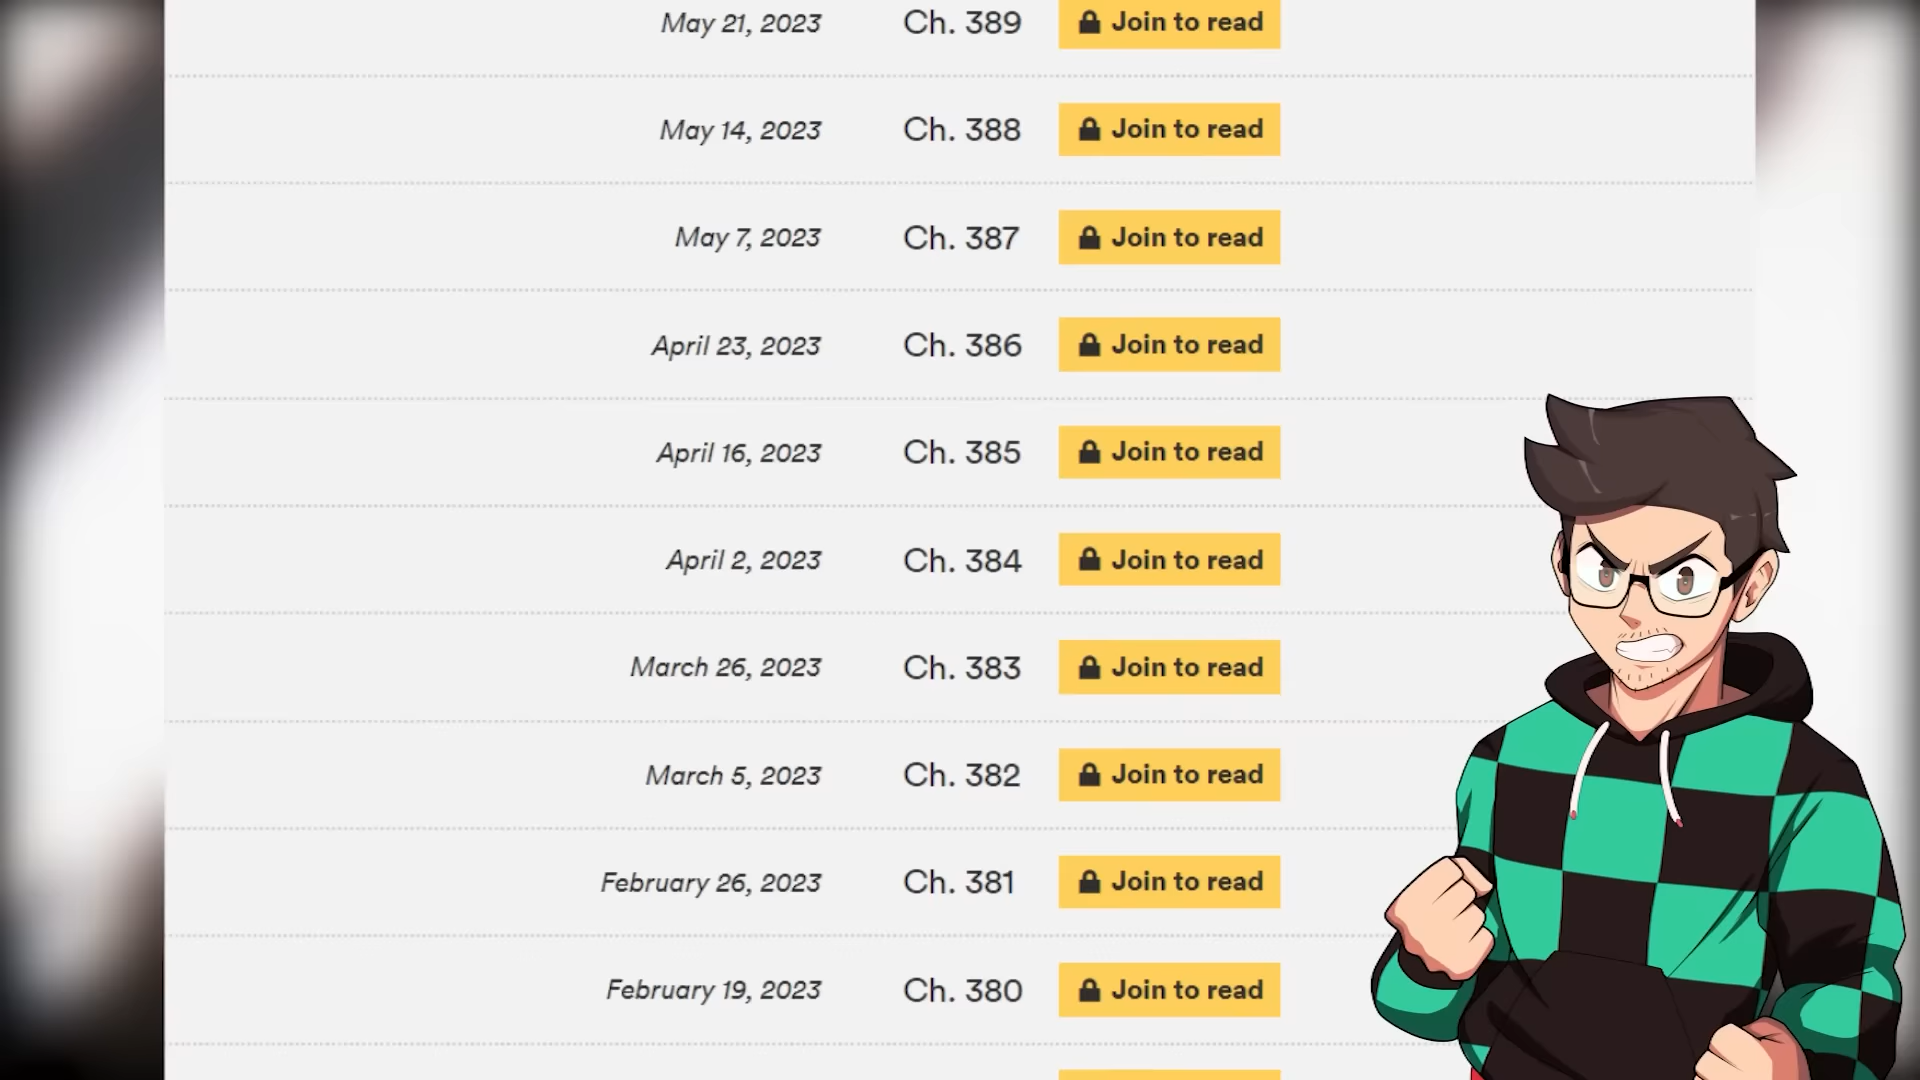 May 21, 2023 Ch. 389 Join to read
May 14, 2023 Ch. 388 Join to read
May 7, 2023 Ch. 387 Join to read
April 23, 2023 Ch. 386 Join to read
April 16, 2023 Ch. 385 Join to read
April 2, 2023 Ch. 384 Join to read
March 26, 2023 Ch. 383 Join to read
March 5, 2023 Ch. 382 Join to read
February 26, 2023 Ch. 381 Join to read
February 19, 2023 Ch. 380 Join to read